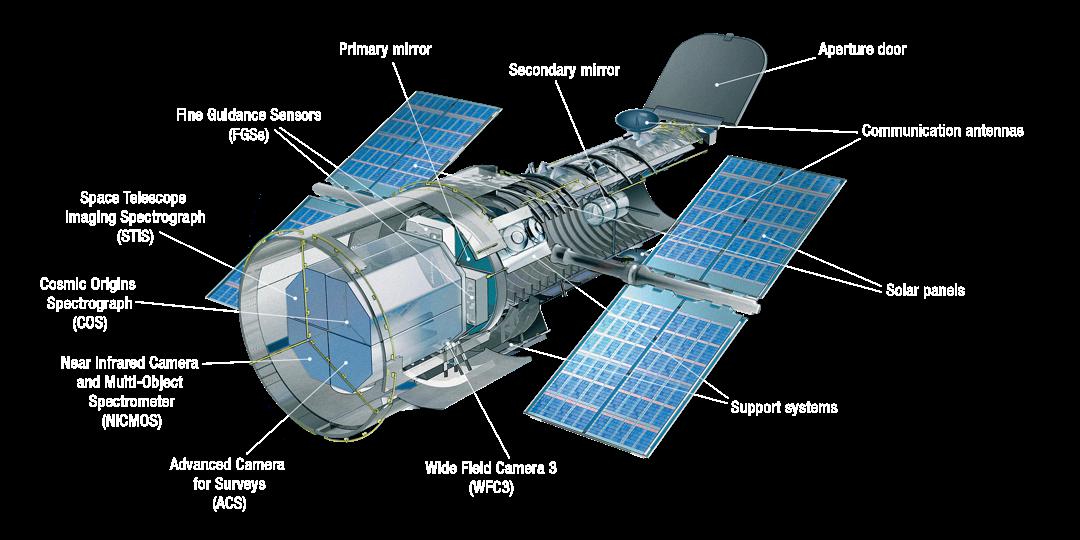 Primary mirror
Secondary mirror
Aperture door
Fine Guidance Sensors
(FGSs)
Communication antennas
Space Telescope
Imaging Spectrograph
(STIS)
Cosmic Origins
Spectrograph
(COS)
Solar panels
Near Infrared Camera
and Multi-Object
Spectrometer
(NICMOS)
Support systems
Advanced Camera
for Surveys
(ACS)
Wide Field Camera 3
(WFC3)